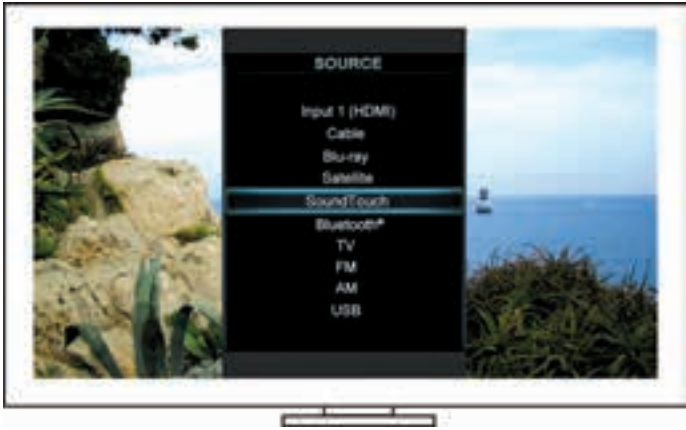 SOURCE
Input 1 (HDMI)
Cable
Blu-ray
Satellite
SoundTouch
Bluetooth®
TV
FM
AM
USB